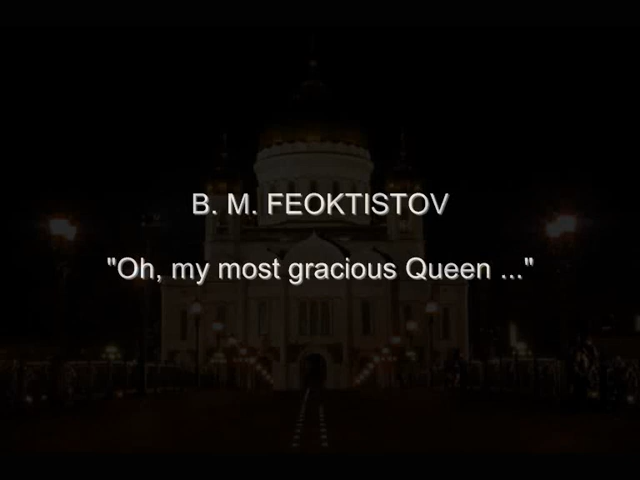 B. M. FEOKTISTOV
"Oh, my most gracious Queen ..."